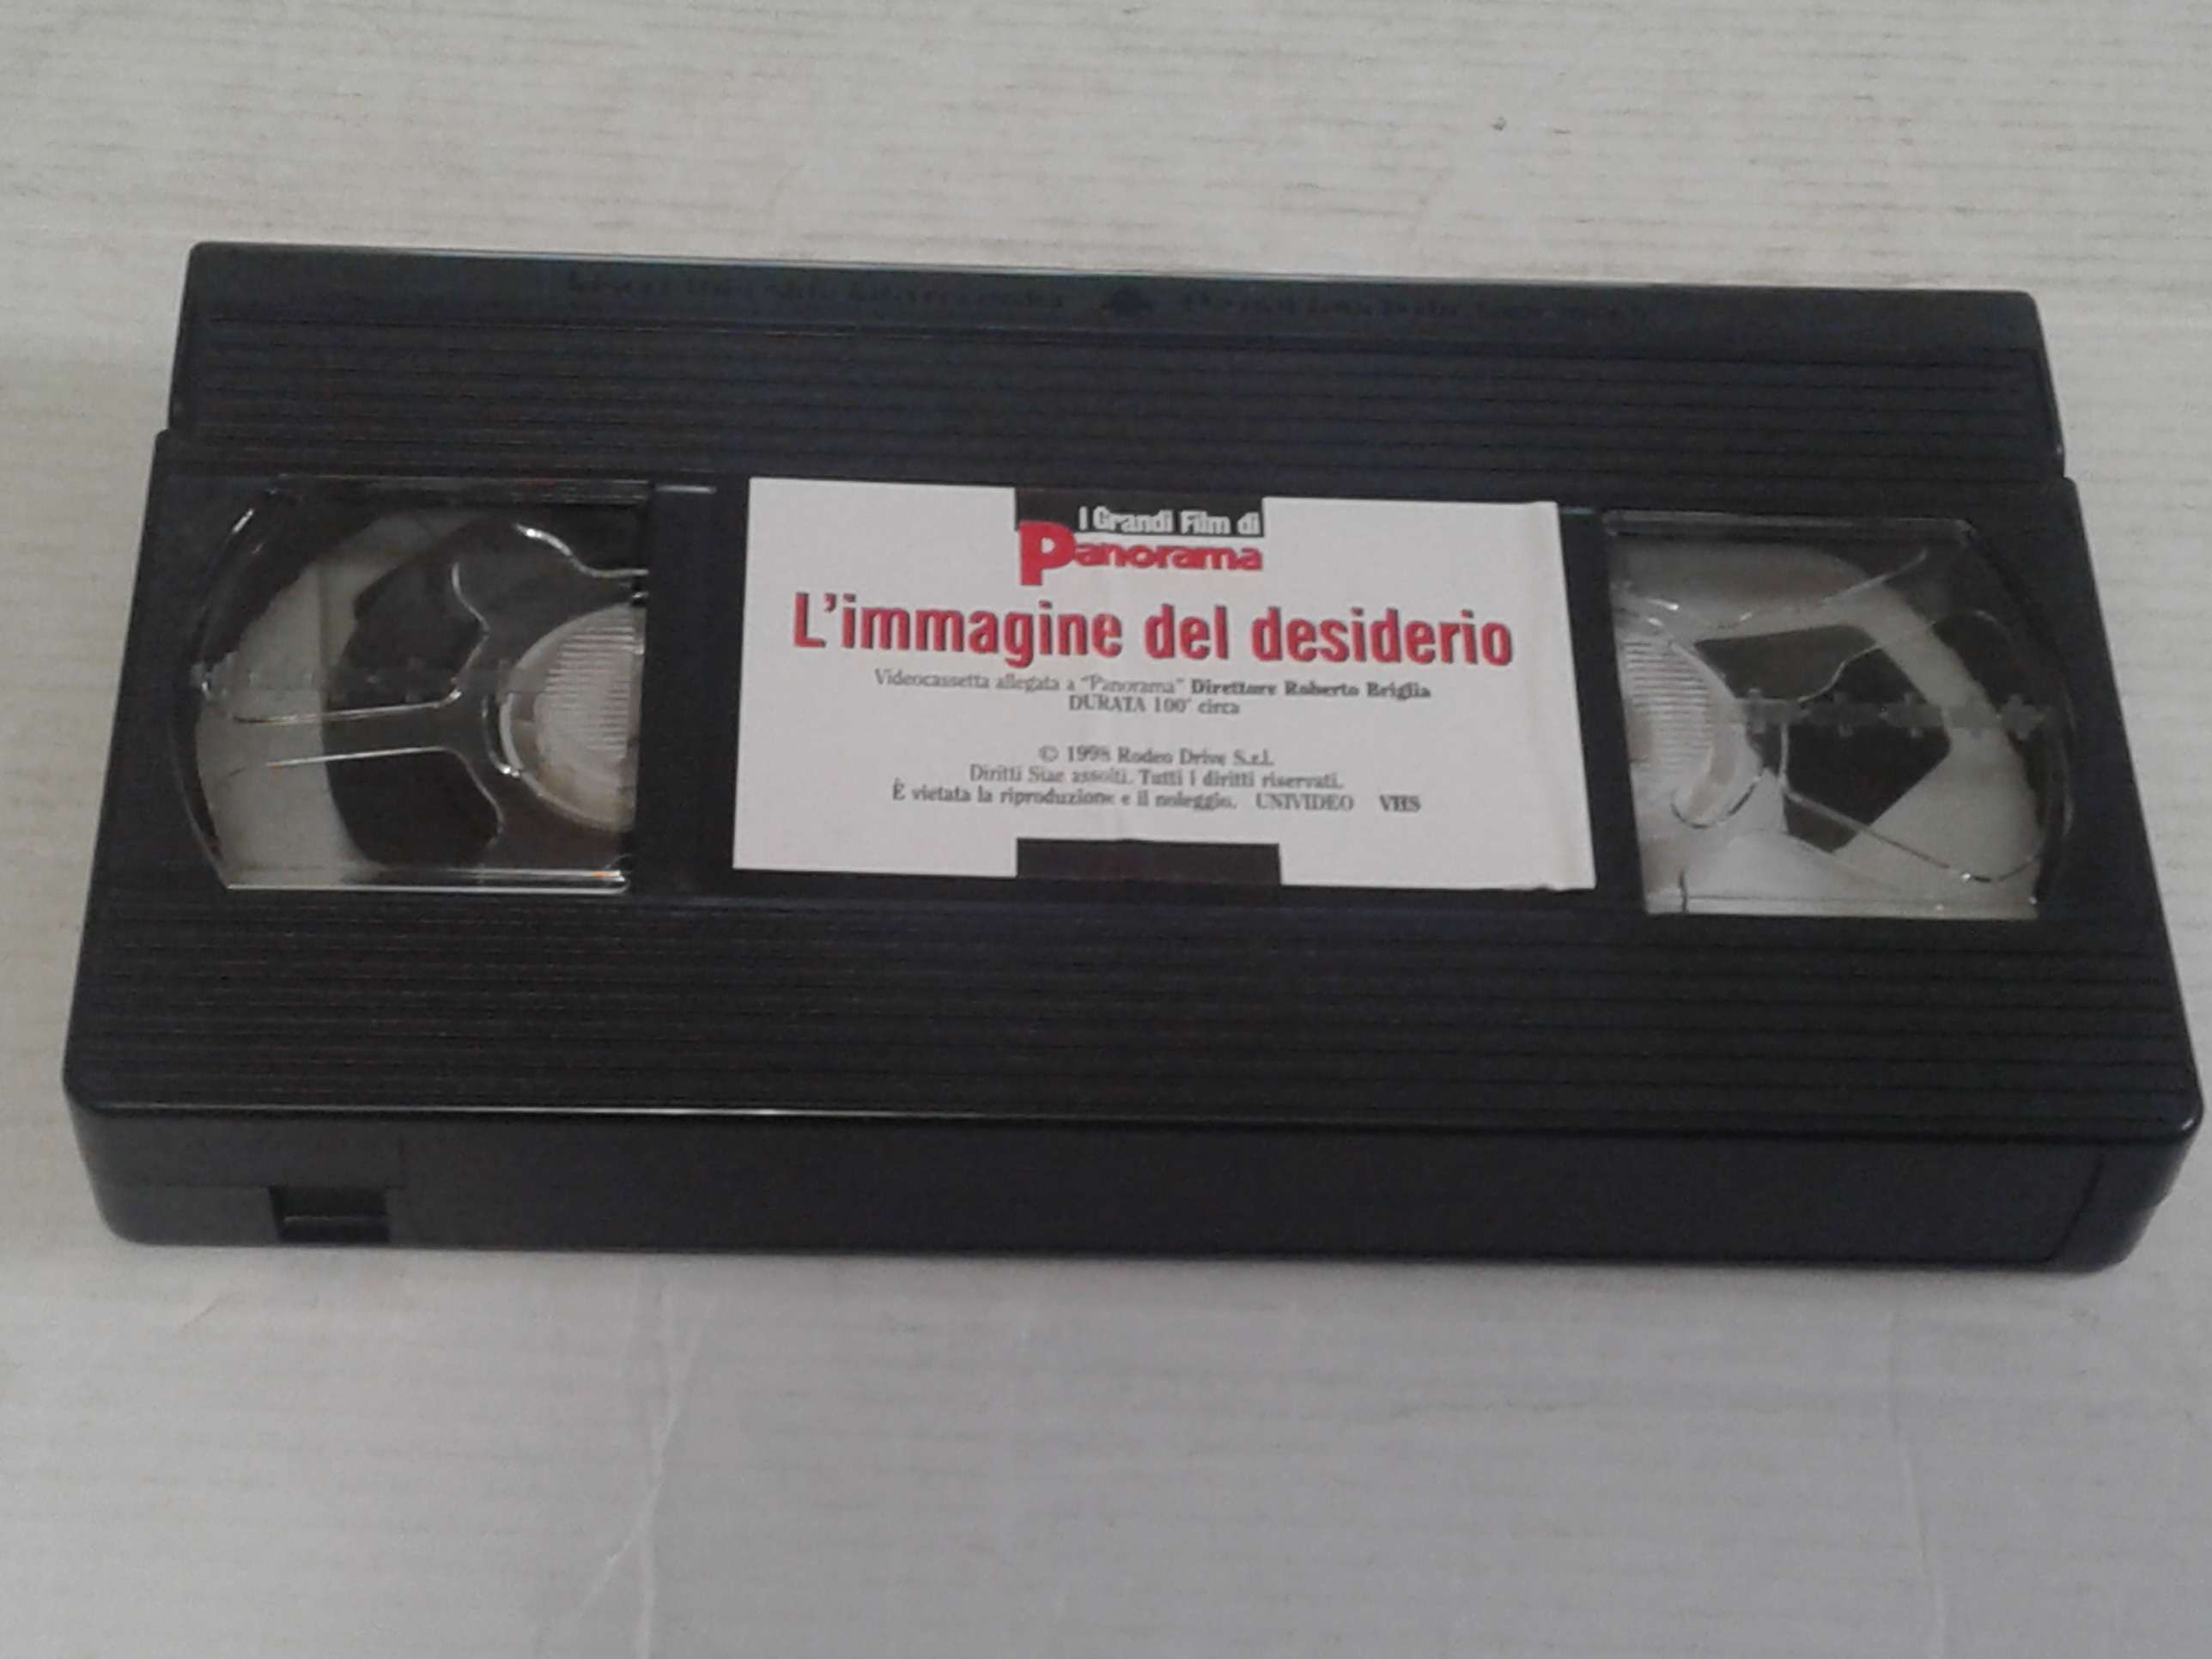 I Grandi Film di
Panorama
L'immagine del desiderio
Videocassetta allegata a "Panorama" Direttore Roberto Briglia
DURATA 100' circa
© 1998 Rodeo Drive S.r.l.
Diritti Siae assolti. Tutti i diritti riservati.
È vietata la riproduzione e il noleggio. UNIVIDEO VHS